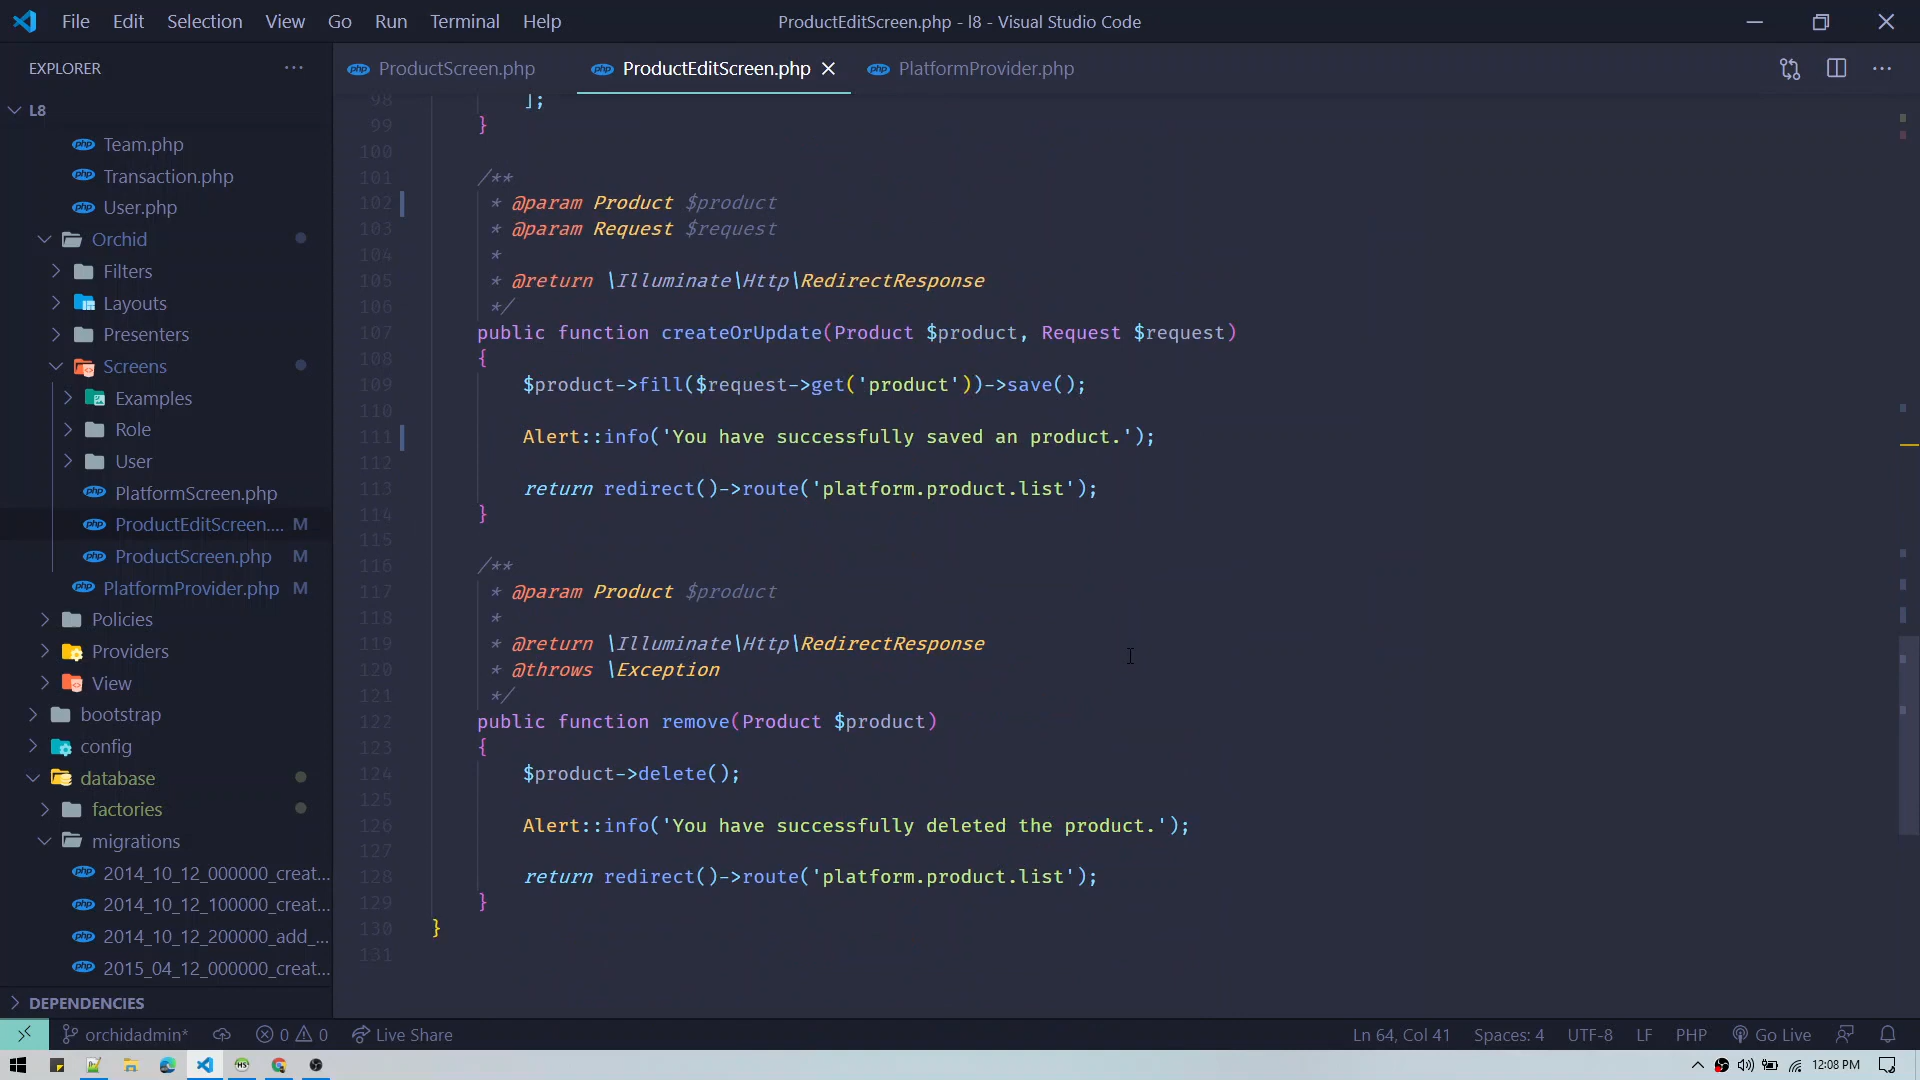 File Edit Selection View Go Run Terminal Help
ProductEditScreen.php - l8 - Visual Studio Code
EXPLORER
ProductScreen.php
ProductEditScreen.php
PlatformProvider.php
L8
Team.php
Transaction.php
User.php
Orchid
Filters
Layouts
Presenters
Screens
Examples
Role
User
PlatformScreen.php
ProductEditScreen.... M
ProductScreen.php M
PlatformProvider.php M
Policies
Providers
View
bootstrap
config
database
factories
migrations
2014_10_12_000000_creat...
2014_10_12_100000_creat...
2014_10_12_200000_add_...
2015_04_12_000000_creat...
DEPENDENCIES
98 ];
99 }
100
101 /**
102 * @param Product $product
103 * @param Request $request
104 *
105 * @return \Illuminate\Http\RedirectResponse
106 */
107 public function createOrUpdate(Product $product, Request $request)
108 {
109 $product->fill($request->get('product'))->save();
110
111 Alert::info('You have successfully saved an product.');
112
113 return redirect()->route('platform.product.list');
114 }
115
116 /**
117 * @param Product $product
118 *
119 * @return \Illuminate\Http\RedirectResponse
120 * @throws \Exception
121 */
122 public function remove(Product $product)
123 {
124 $product->delete();
125
126 Alert::info('You have successfully deleted the product.');
127
128 return redirect()->route('platform.product.list');
129 }
130 }
131
orchidadmin* 0 0 Live Share
Ln 64, Col 41 Spaces: 4 UTF-8 LF PHP Go Live
12:08 PM